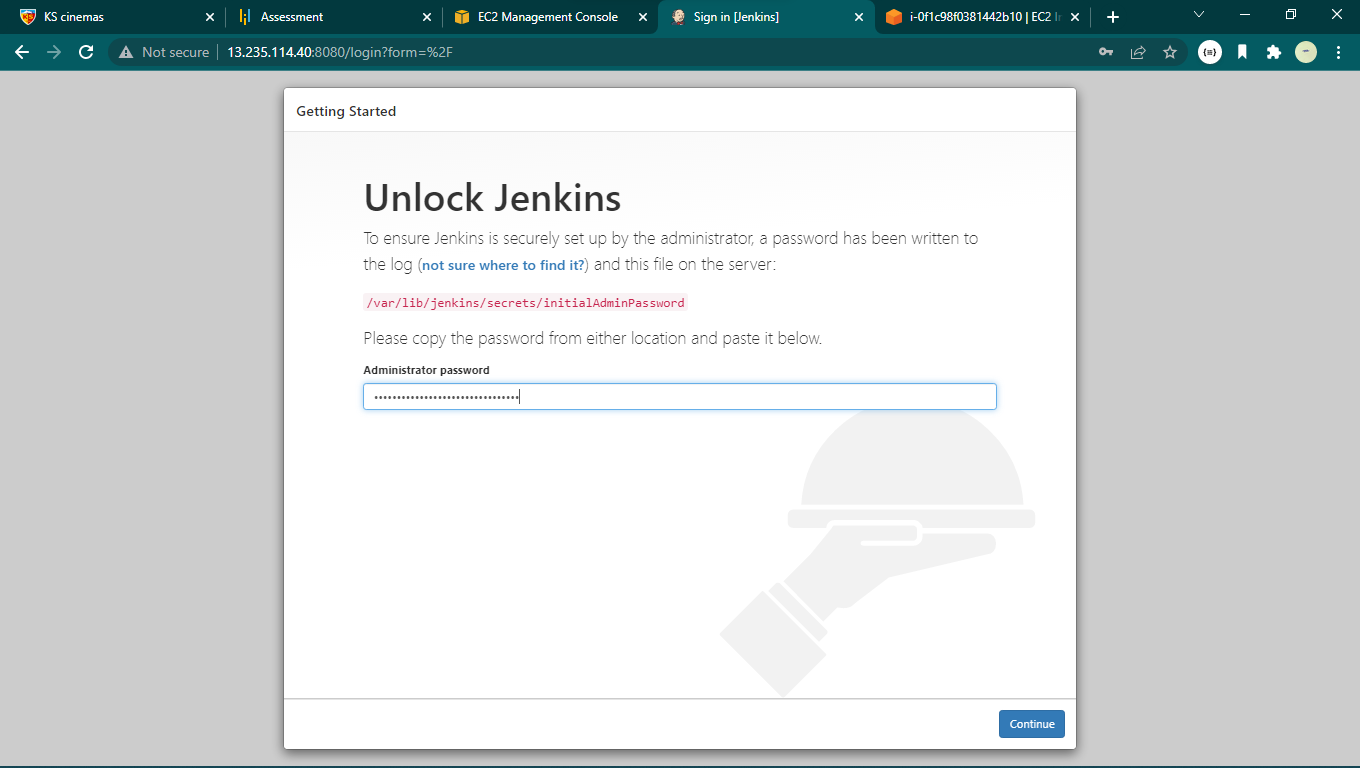 KS cinemas
Assessment
EC2 Management Console
Sign in [Jenkins]
i-0f1c98f0381442b10 | EC2 In
Not secure
13.235.114.40:8080/login?form=%2F
Getting Started
Unlock Jenkins
To ensure Jenkins is securely set up by the administrator, a password has been written to
the log (not sure where to find it?) and this file on the server:
/var/lib/jenkins/secrets/initialAdminPassword
Please copy the password from either location and paste it below.
Administrator password
Continue